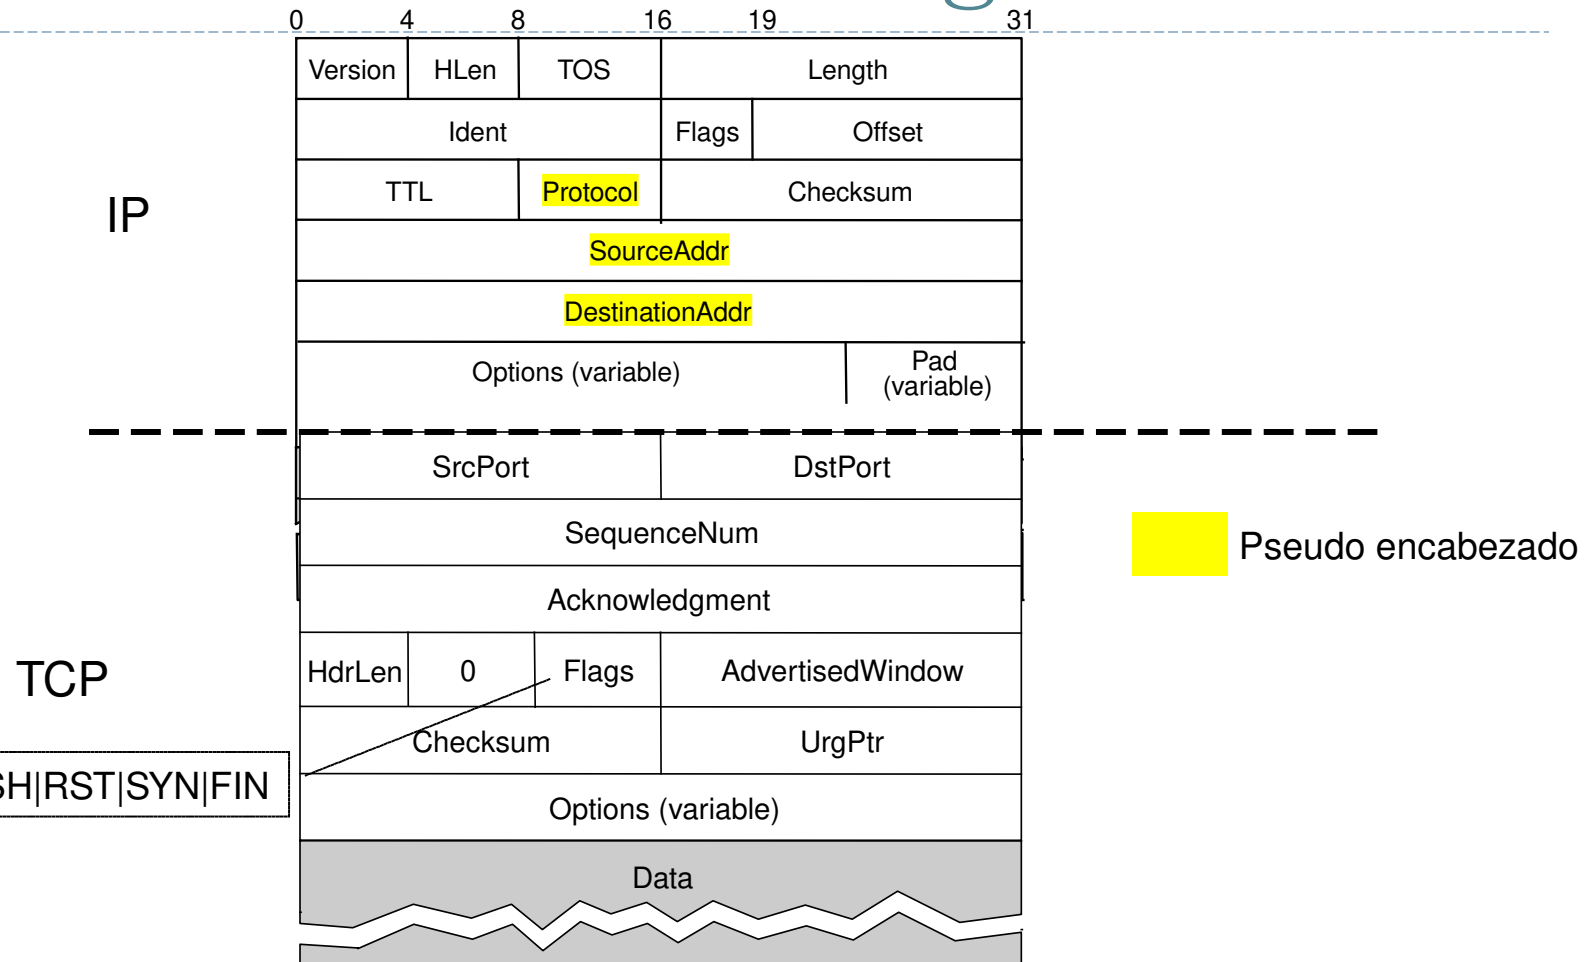 0 4 8 16 19 31
Version HLen TOS Length
Ident Flags Offset
TTL Protocol Checksum
IP
SourceAddr
DestinationAddr
Options (variable) Pad (variable)
SrcPort DstPort
SequenceNum
Pseudo encabezado
Acknowledgment
TCP
HdrLen 0 Flags AdvertisedWindow
Checksum UrgPtr
SH|RST|SYN|FIN
Options (variable)
Data